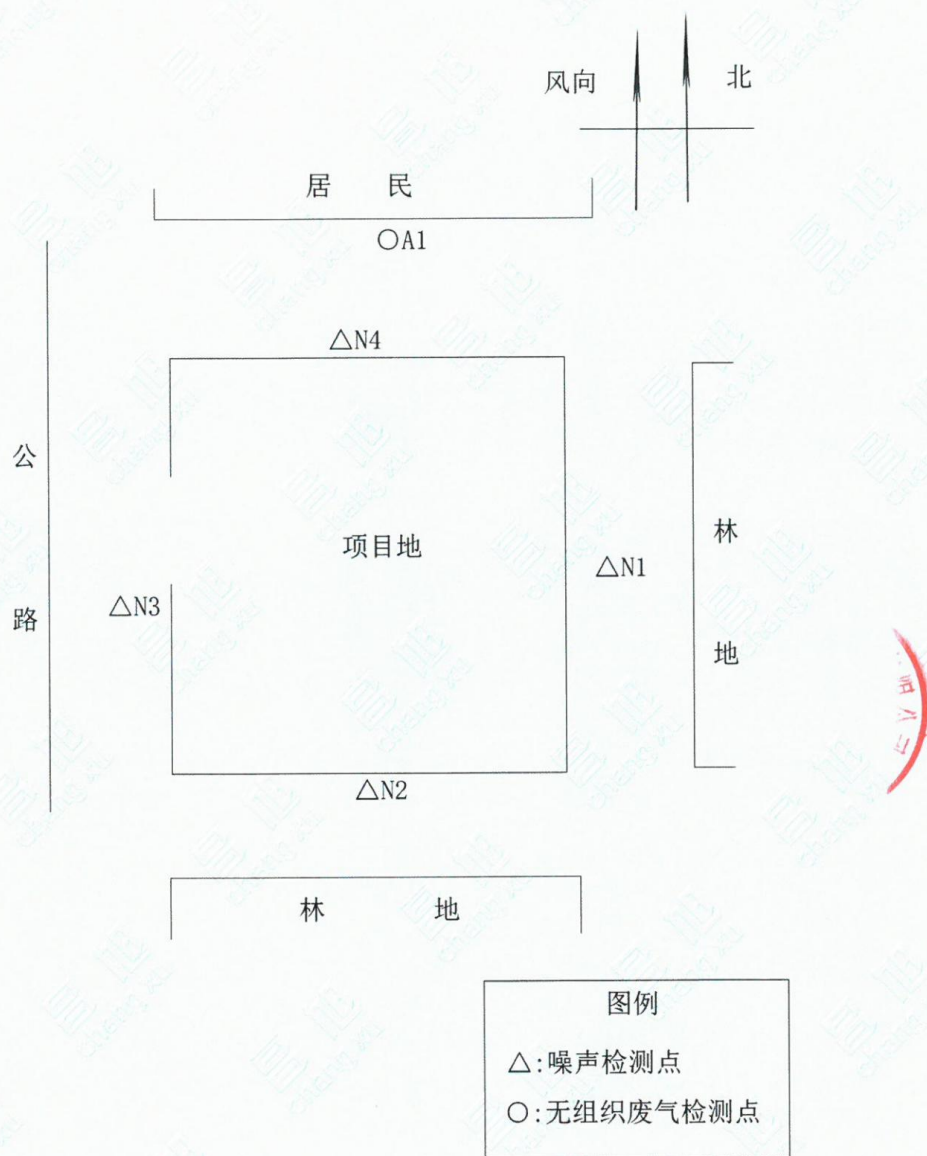 风向 北
居 民
○A1
△N4
公路
项目地
△N1
林地
△N3
△N2
林 地
图例
△:噪声检测点
○:无组织废气检测点